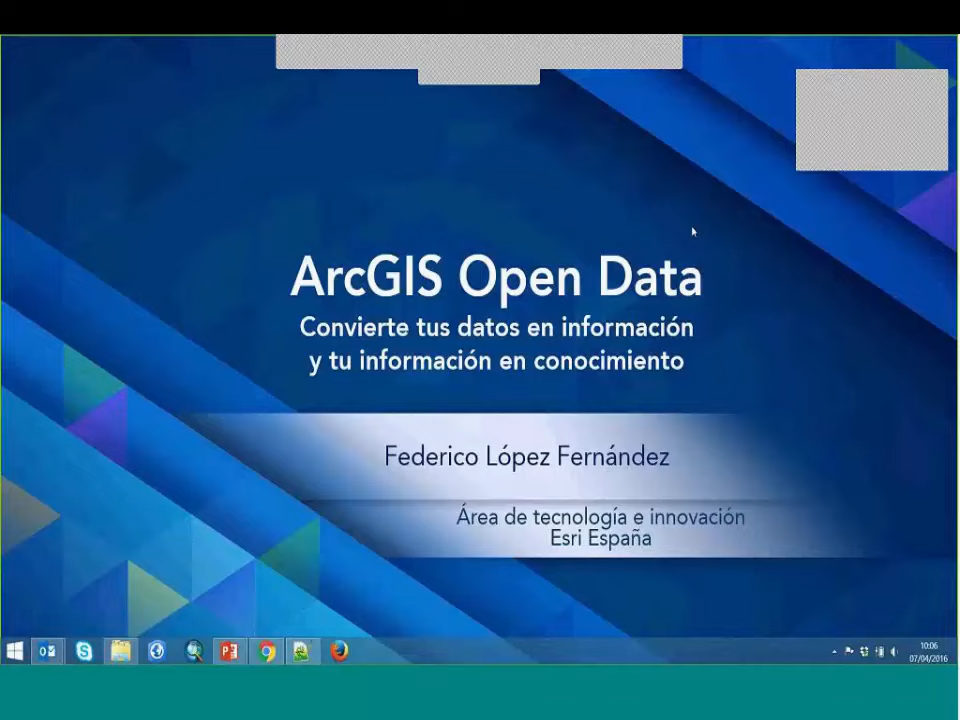 ArcGIS Open Data
Convierte tus datos en información
y tu información en conocimiento
Federico López Fernández
Área de tecnología e innovación
Esri España
10:06
07/04/2016